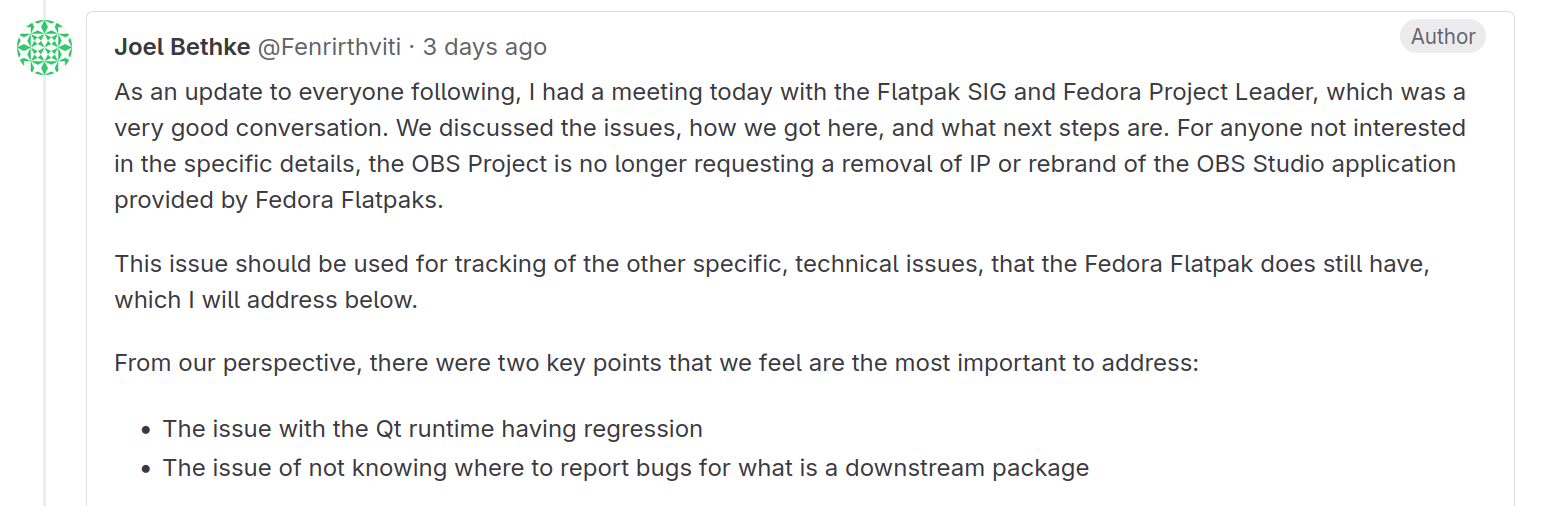 Joel Bethke @Fenrirthviti · 3 days ago
Author
As an update to everyone following, I had a meeting today with the Flatpak SIG and Fedora Project Leader, which was a
very good conversation. We discussed the issues, how we got here, and what next steps are. For anyone not interested
in the specific details, the OBS Project is no longer requesting a removal of IP or rebrand of the OBS Studio application
provided by Fedora Flatpaks.
This issue should be used for tracking of the other specific, technical issues, that the Fedora Flatpak does still have,
which I will address below.
From our perspective, there were two key points that we feel are the most important to address:
• The issue with the Qt runtime having regression
• The issue of not knowing where to report bugs for what is a downstream package